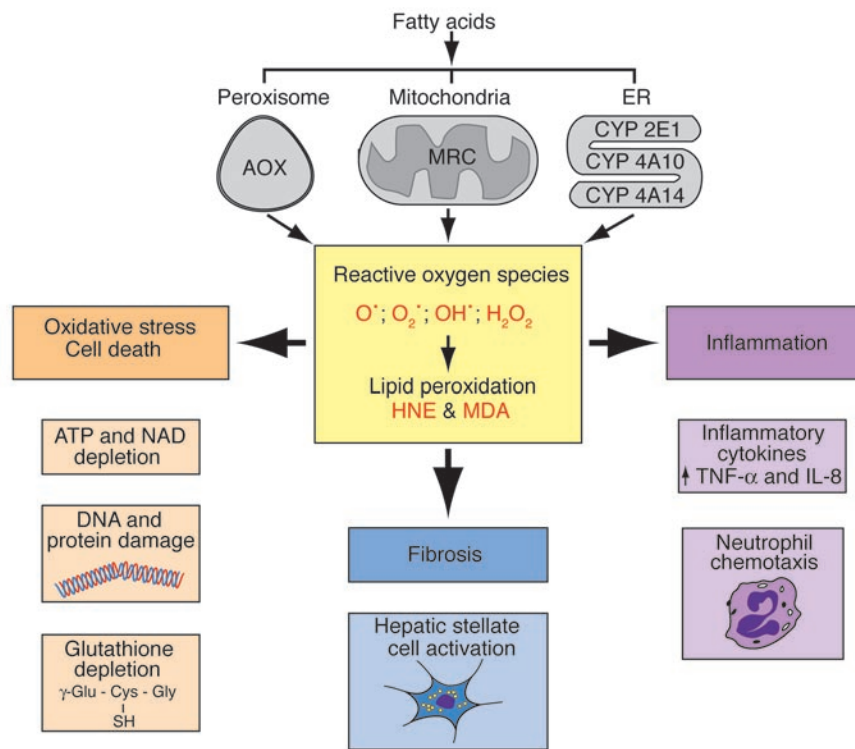 Fatty acids
Peroxisome
Mitochondria
ER
AOX
MRC
CYP 2E1
CYP 4A10
CYP 4A14
Reactive oxygen species
O˙; O₂˙; OH˙; H₂O₂
Lipid peroxidation
HNE & MDA
Oxidative stress
Cell death
ATP and NAD
depletion
DNA and
protein damage
Glutathione
depletion
γ-Glu - Cys - Gly
SH
Fibrosis
Hepatic stellate
cell activation
Inflammation
Inflammatory
cytokines
TNF-α and IL-8
Neutrophil
chemotaxis